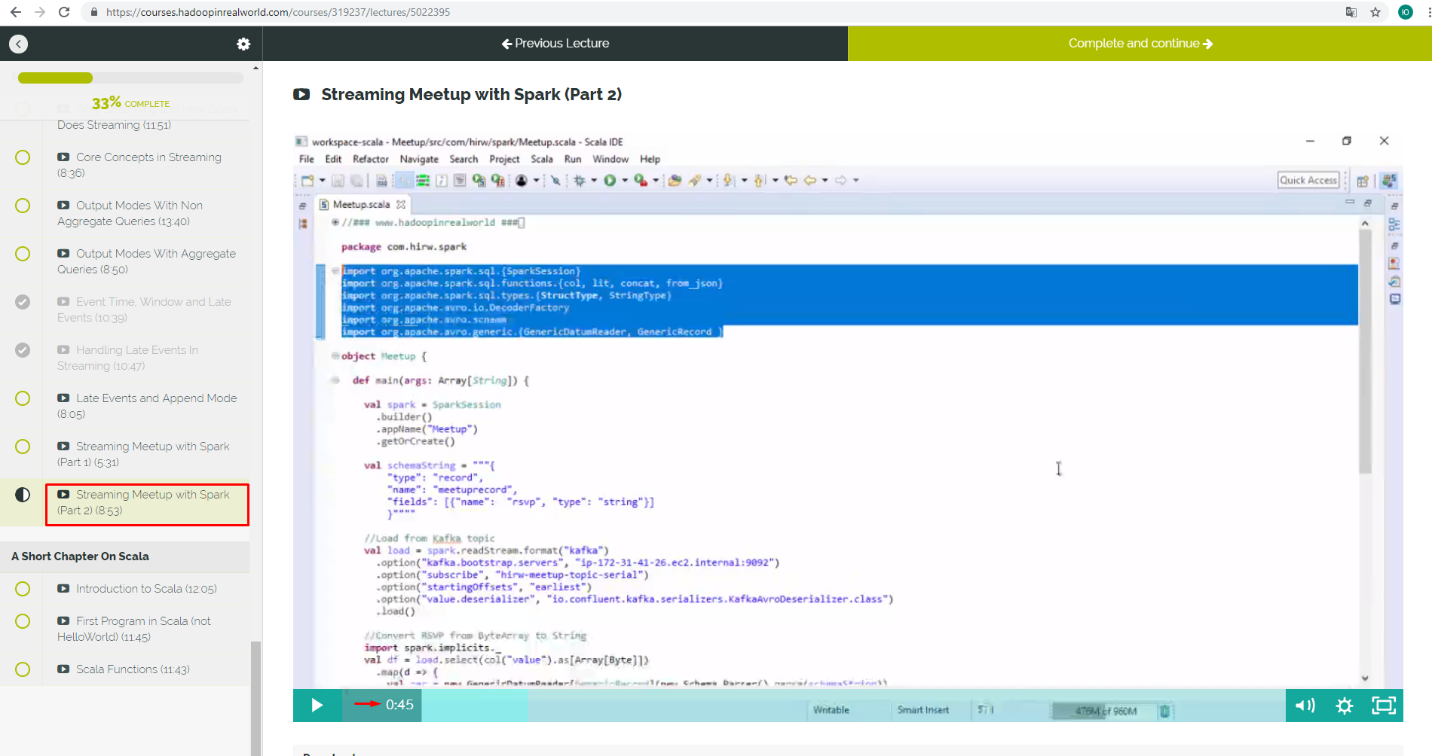 https://courses.hadoopinrealworld.com/courses/319237/lectures/5022395
Previous Lecture
Complete and continue
33% COMPLETE
Does Streaming (11:51)
Core Concepts in Streaming
(8:36)
Output Modes With Non
Aggregate Queries (13:40)
Output Modes With Aggregate
Queries (8:50)
Event Time, Window and Late
Events (10:39)
Handling Late Events In
Streaming (10:47)
Late Events and Append Mode
(8:05)
Streaming Meetup with Spark
(Part 1) (5:31)
Streaming Meetup with Spark
(Part 2) (8:53)
A Short Chapter On Scala
Introduction to Scala (12:05)
First Program in Scala (not
HelloWorld) (11:45)
Scala Functions (11:43)
Streaming Meetup with Spark (Part 2)
workspace-scala - Meetup/src/com/hirw/spark/Meetup.scala - Scala IDE
File Edit Refactor Navigate Search Project Scala Run Window Help
Quick Access
Meetup.scala
//### www.hadoopinrealworld ###
package com.hirw.spark
import org.apache.spark.sql.{SparkSession}
import org.apache.spark.sql.functions.{col, lit, concat, from_json}
import org.apache.spark.sql.types.{StructType, StringType}
import org.apache.avro.io.DecoderFactory
import org.apache.avro.schema
import org.apache.avro.generic.{GenericDatumReader, GenericRecord }
object Meetup {
def main(args: Array[String]) {
val spark = SparkSession
.builder()
.appName("Meetup")
.getOrCreate()
val schemaString = """{
"type": "record",
"name": "meetuprecord",
"fields": [{"name": "rsvp", "type": "string"}]
}""""
//Load from Kafka topic
val load = spark.readStream.format("kafka")
.option("kafka.bootstrap.servers", "ip-172-31-41-26.ec2.internal:9092")
.option("subscribe", "hirw-meetup-topic-serial")
.option("startingOffsets", "earliest")
.option("value.deserializer", "io.confluent.kafka.serializers.KafkaAvroDeserializer.class")
.load()
//Convert RSVP from ByteArray to String
import spark.implicits._
val df = load.select(col("value").as[Array[Byte]])
.map(d => {
0:45
Writable
Smart Insert
476M of 960M